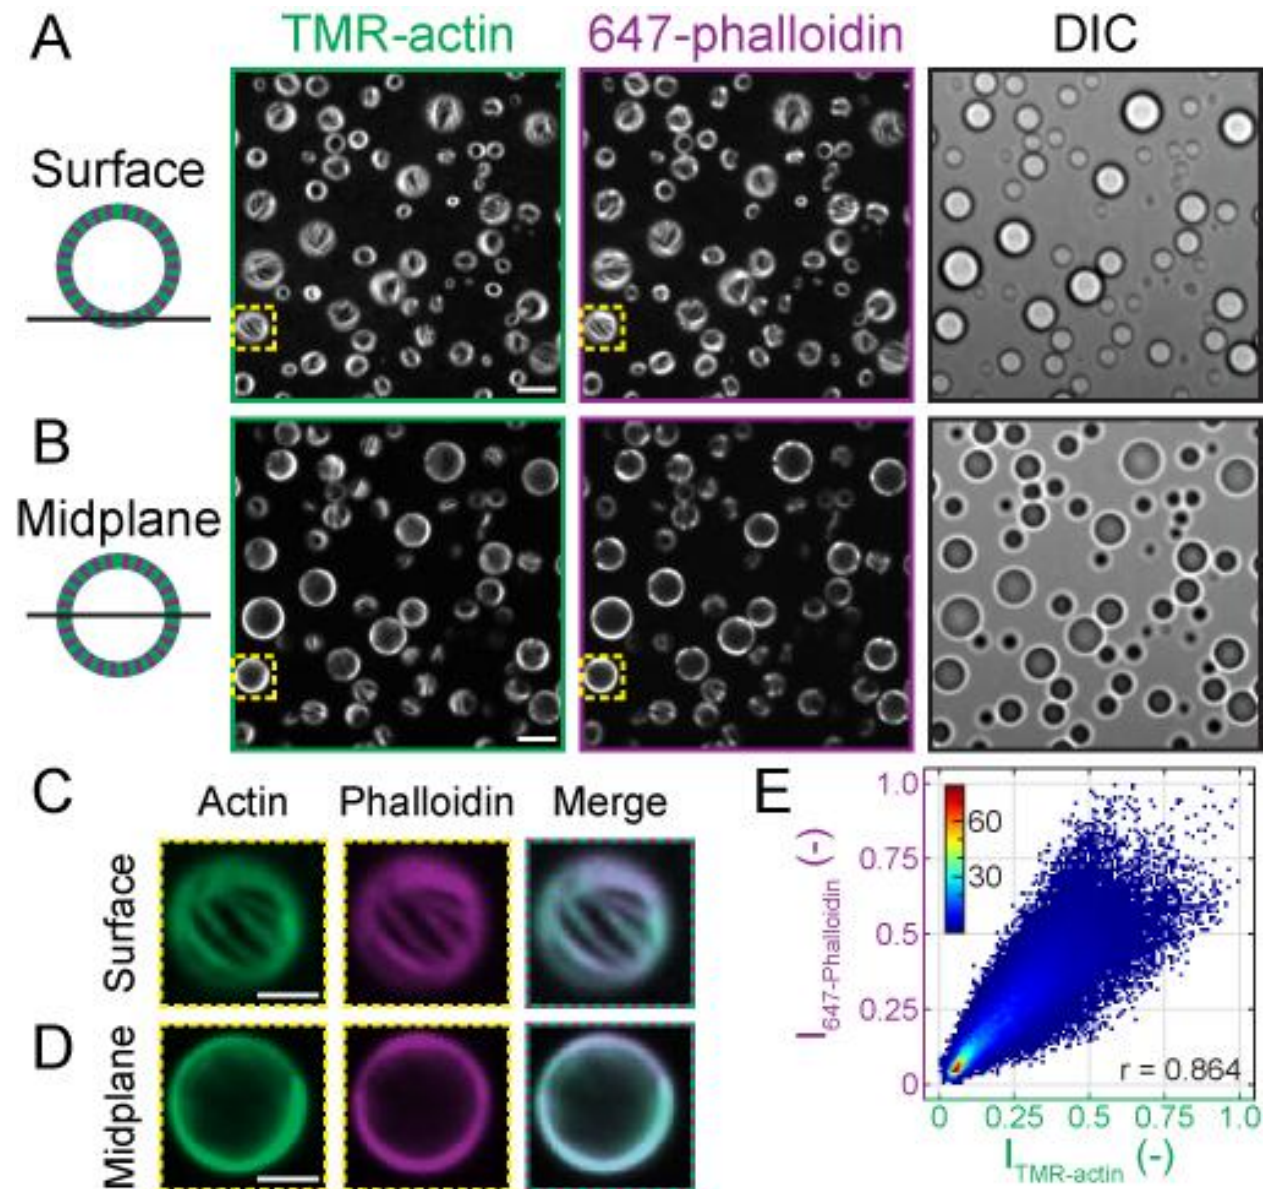 A
TMR-actin 647-phalloidin DIC
Surface
B
Midplane
C
Actin Phalloidin Merge
Surface
D
Midplane
E
1.0
0.75
0.5
0.25
0
I647-Phalloidin (-)
60
30
r = 0.864
0 0.25 0.5 0.75 1.0
ITMR-actin (-)